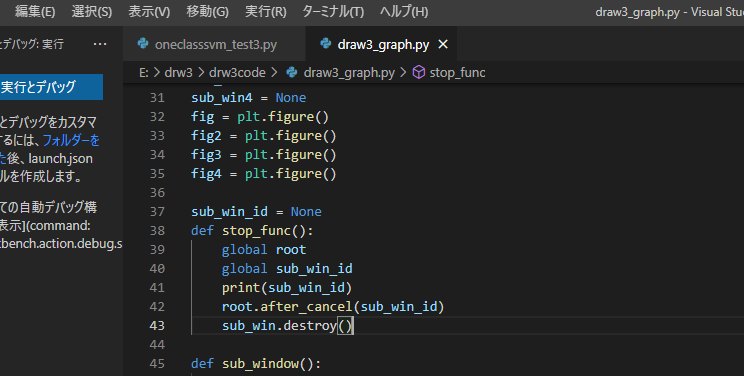 編集(E) 選択(S) 表示(V) 移動(G) 実行(R) ターミナル(T) ヘルプ(H) draw3_graph.py - Visual Stud
とデバッグ: 実行 ···
oneclasssvm_test3.py draw3_graph.py ×
E: > drw3 > drw3code > draw3_graph.py > stop_func
実行とデバッグ
とデバッグをカスタマ
するには、フォルダーを
た後、launch.json
ルを作成します。
ての自動デバッグ構
表示](command:
kbench.action.debug.s
31 sub_win4 = None
32 fig = plt.figure()
33 fig2 = plt.figure()
34 fig3 = plt.figure()
35 fig4 = plt.figure()
36
37 sub_win_id = None
38 def stop_func():
39 global root
40 global sub_win_id
41 print(sub_win_id)
42 root.after_cancel(sub_win_id)
43 sub_win.destroy()
44
45 def sub_window():